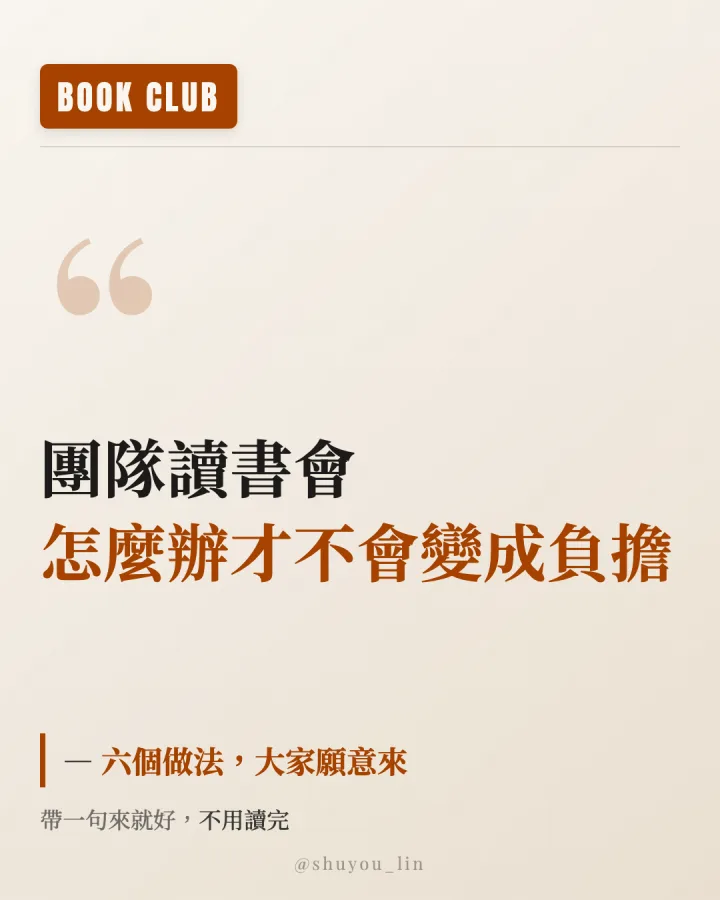 BOOK CLUB
“
團隊讀書會
怎麼辦才不會變成負擔
— 六個做法，大家願意來
帶一句來就好，不用讀完
@shuyou_lin